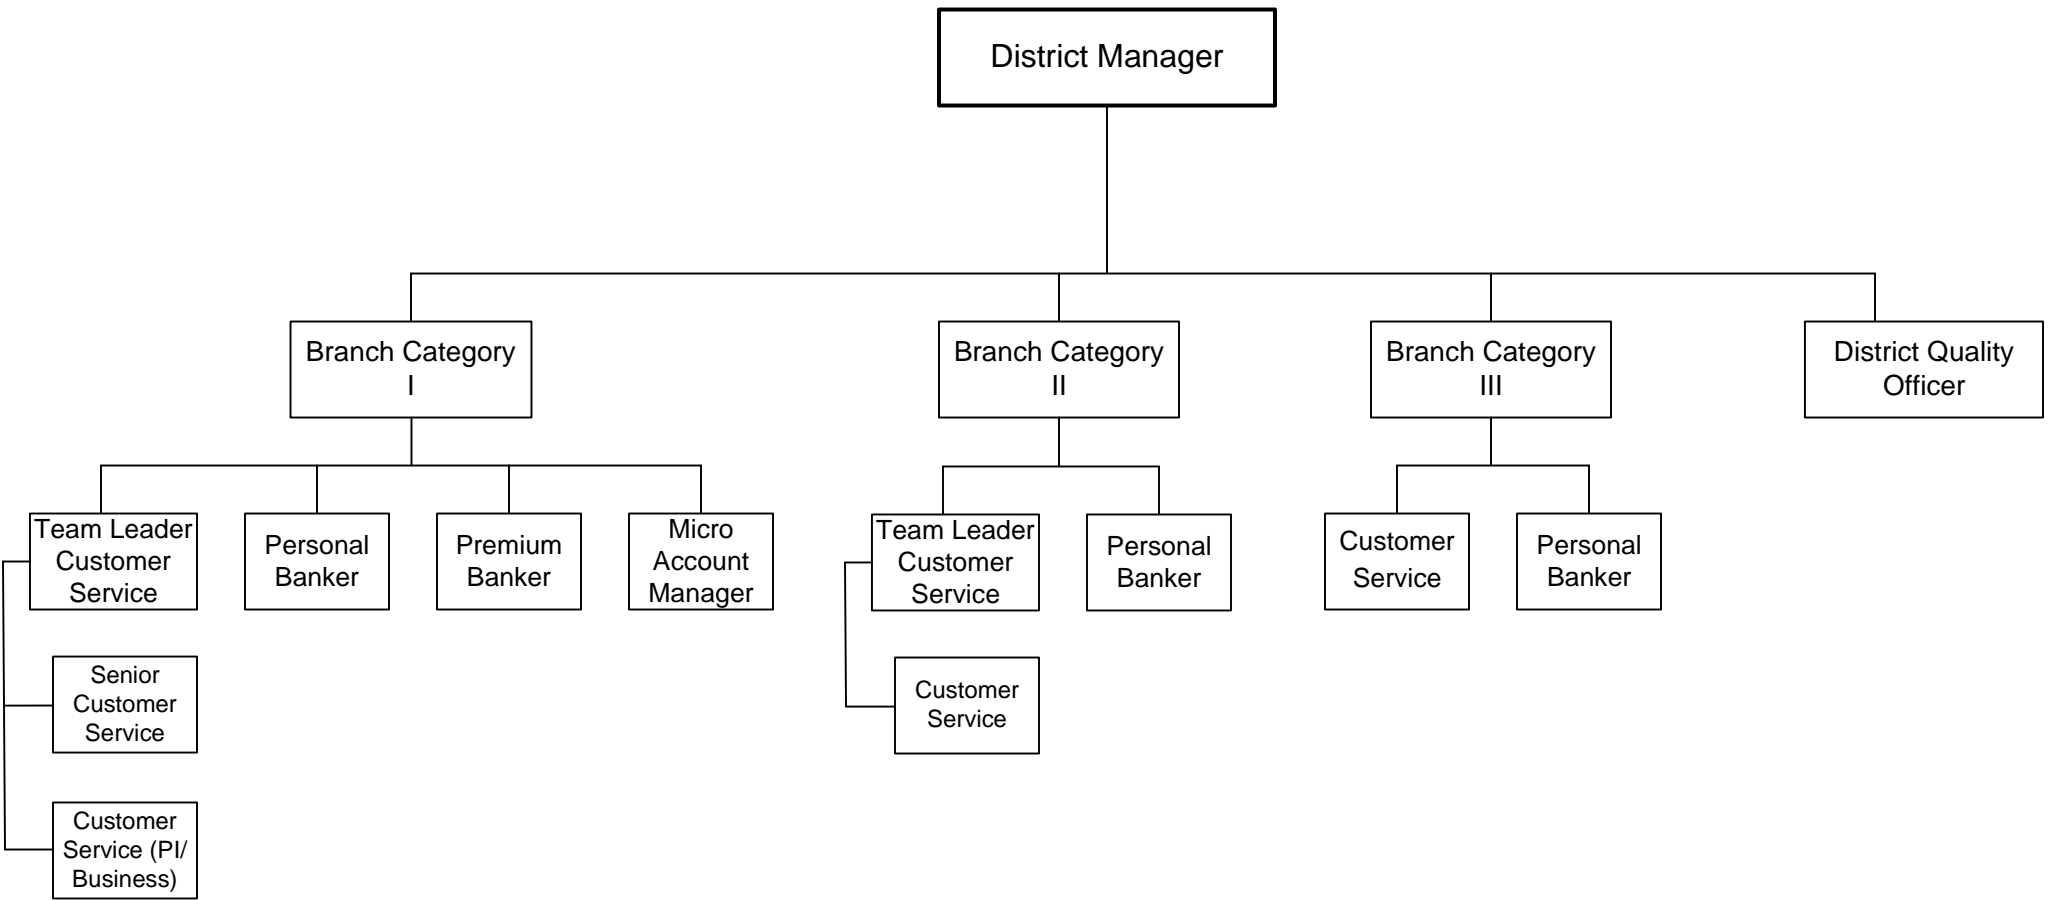 District Manager
Branch Category
I
Branch Category
II
Branch Category
III
District Quality
Officer
Team Leader
Customer
Service
Personal
Banker
Premium
Banker
Micro
Account
Manager
Team Leader
Customer
Service
Personal
Banker
Customer
Service
Personal
Banker
Senior
Customer
Service
Customer
Service
Customer
Service (PI/
Business)